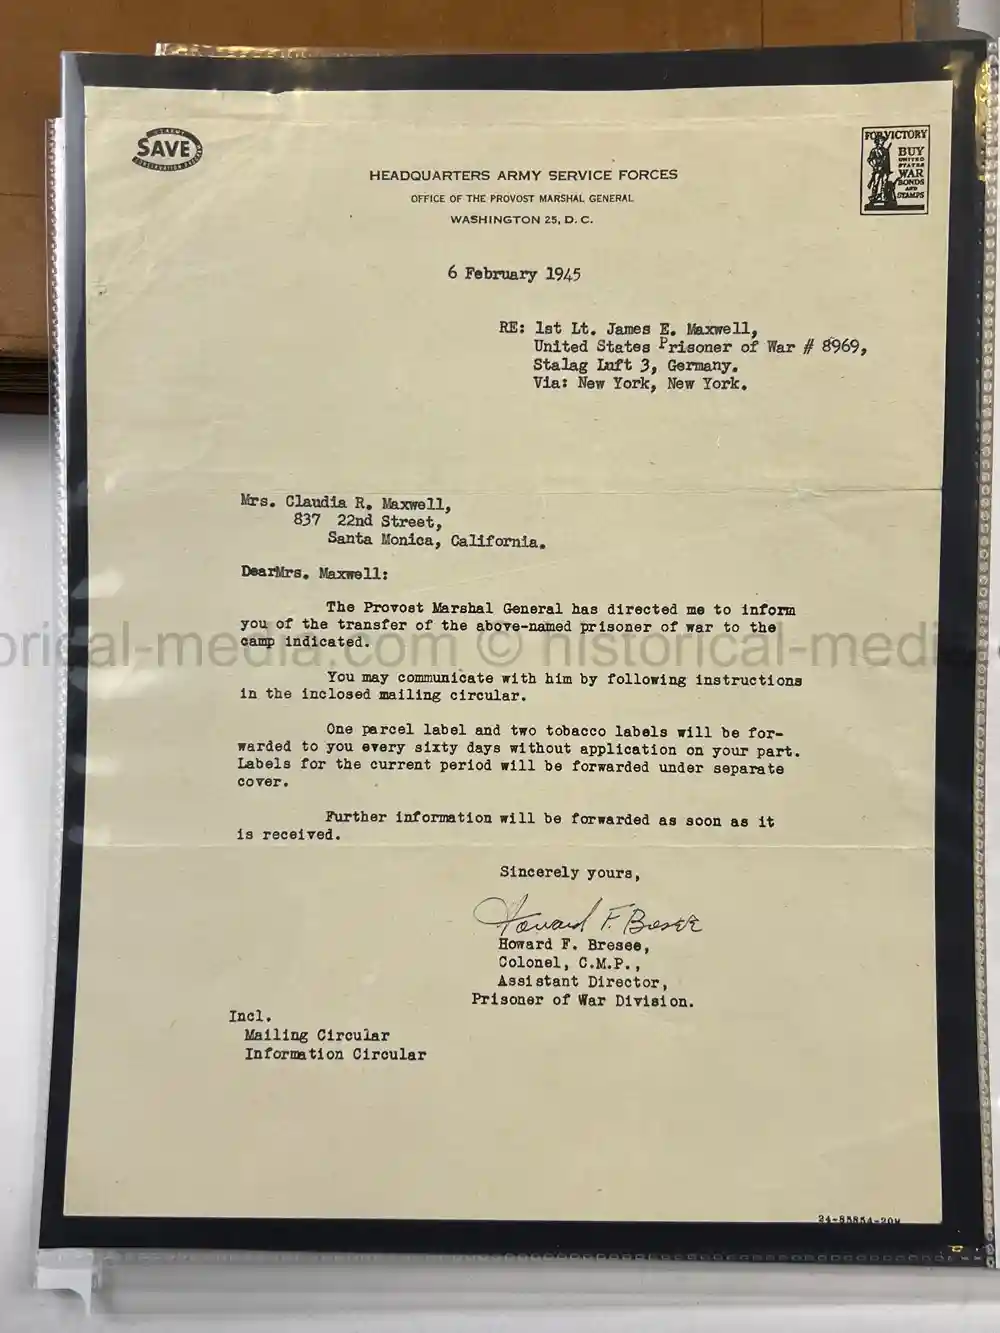 SAVE
FOR VICTORY
BUY
UNITED
STATES
WAR
BONDS
AND
STAMPS
HEADQUARTERS ARMY SERVICE FORCES
OFFICE OF THE PROVOST MARSHAL GENERAL
WASHINGTON 25, D. C.
6 February 1945
RE: 1st Lt. James E. Maxwell,
United States Prisoner of War # 8969,
Stalag Luft 3, Germany.
Via: New York, New York.
Mrs. Claudia R. Maxwell,
837 22nd Street,
Santa Monica, California.
DearMrs. Maxwell:
The Provost Marshal General has directed me to inform
you of the transfer of the above-named prisoner of war to the
camp indicated.
orical-media.com © historical-media
You may communicate with him by following instructions
in the inclosed mailing circular.
One parcel label and two tobacco labels will be for-
warded to you every sixty days without application on your part.
Labels for the current period will be forwarded under separate
cover.
Further information will be forwarded as soon as it
is received.
Sincerely yours,
Howard F. Bresee
Howard F. Bresee,
Colonel, C.M.P.,
Assistant Director,
Prisoner of War Division.
Incl.
Mailing Circular
Information Circular
24-85854-20M